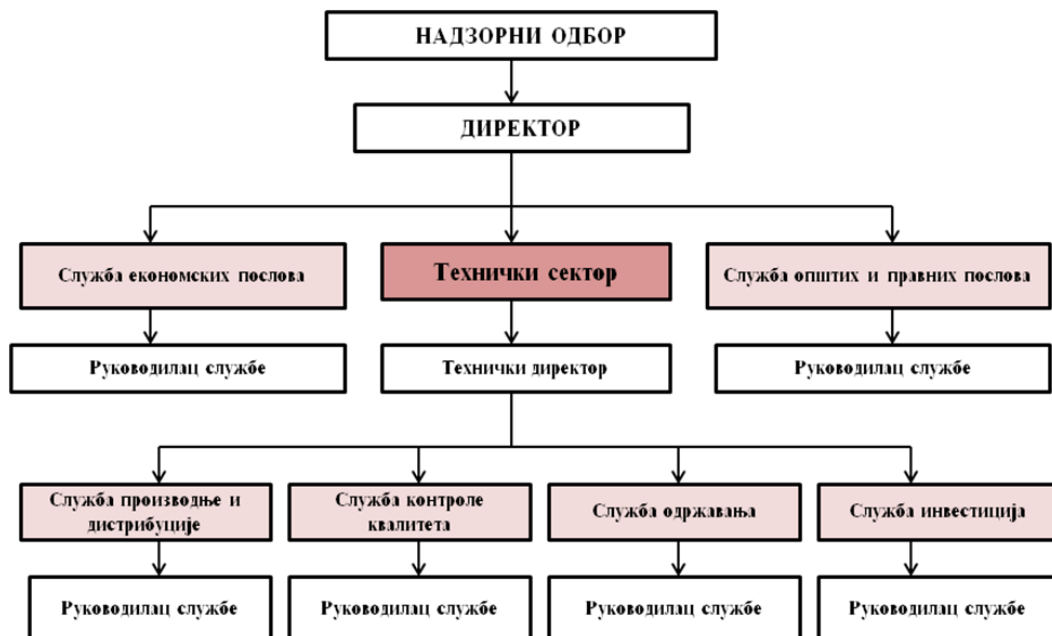 НАДЗОРНИ ОДБОР
ДИРЕКТОР
Служба економских послова
Технички сектор
Служба општих и правних послова
Руководилац службе
Технички директор
Руководилац службе
Служба производње и
дистрибуције
Служба контроле
квалитета
Служба одржавања
Служба инвестиција
Руководилац службе
Руководилац службе
Руководилац службе
Руководилац службе